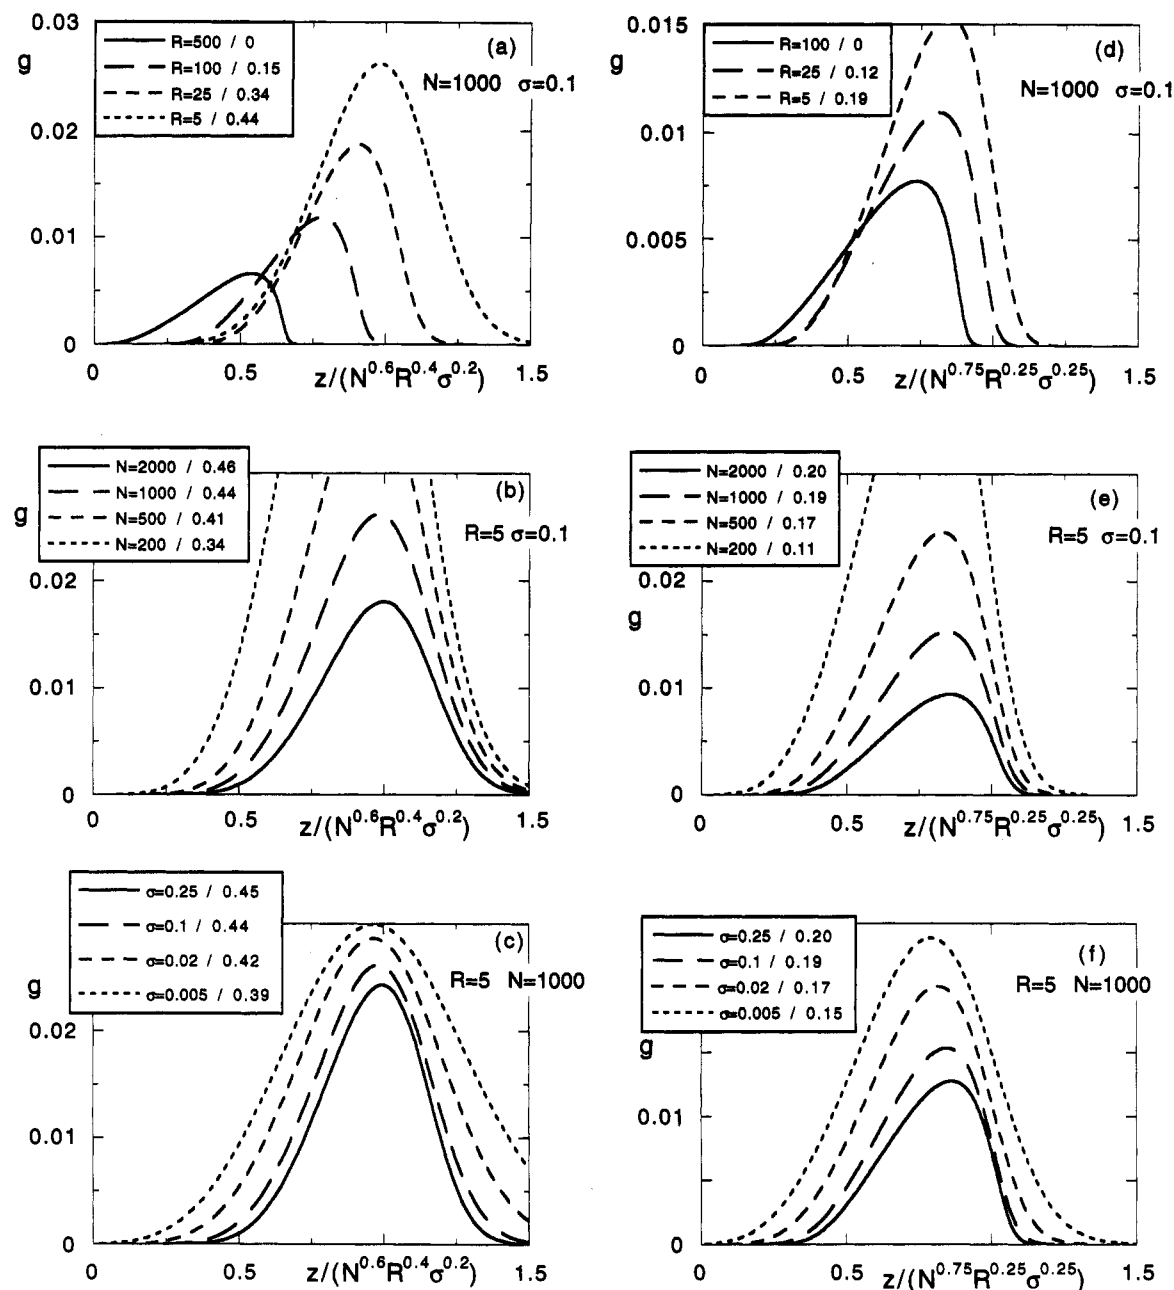 0.03
g
0.02
0.01
0
R=500 / 0
R=100 / 0.15
R=25 / 0.34
R=5 / 0.44
(a)
N=1000 σ=0.1
0 0.5 1.5
z/(N^0.6R^0.4σ^0.2)
0.015
g
0.01
0.005
0
R=100 / 0
R=25 / 0.12
R=5 / 0.19
(d)
N=1000 σ=0.1
0 0.5 1.5
z/(N^0.75R^0.25σ^0.25)
N=2000 / 0.46
N=1000 / 0.44
N=500 / 0.41
N=200 / 0.34
(b)
g
R=5 σ=0.1
0.02
0.01
0
0 0.5 1.5
z/(N^0.6R^0.4σ^0.2)
N=2000 / 0.20
N=1000 / 0.19
N=500 / 0.17
N=200 / 0.11
(e)
R=5 σ=0.1
0.02
g
0.01
0
0 0.5 1.5
z/(N^0.75R^0.25σ^0.25)
σ=0.25 / 0.45
σ=0.1 / 0.44
σ=0.02 / 0.42
σ=0.005 / 0.39
(c)
R=5 N=1000
g
0.02
0.01
0
0 0.5 1.5
z/(N^0.6R^0.4σ^0.2)
σ=0.25 / 0.20
σ=0.1 / 0.19
σ=0.02 / 0.17
σ=0.005 / 0.15
(f)
R=5 N=1000
g
0.01
0
0 0.5 1.5
z/(N^0.75R^0.25σ^0.25)